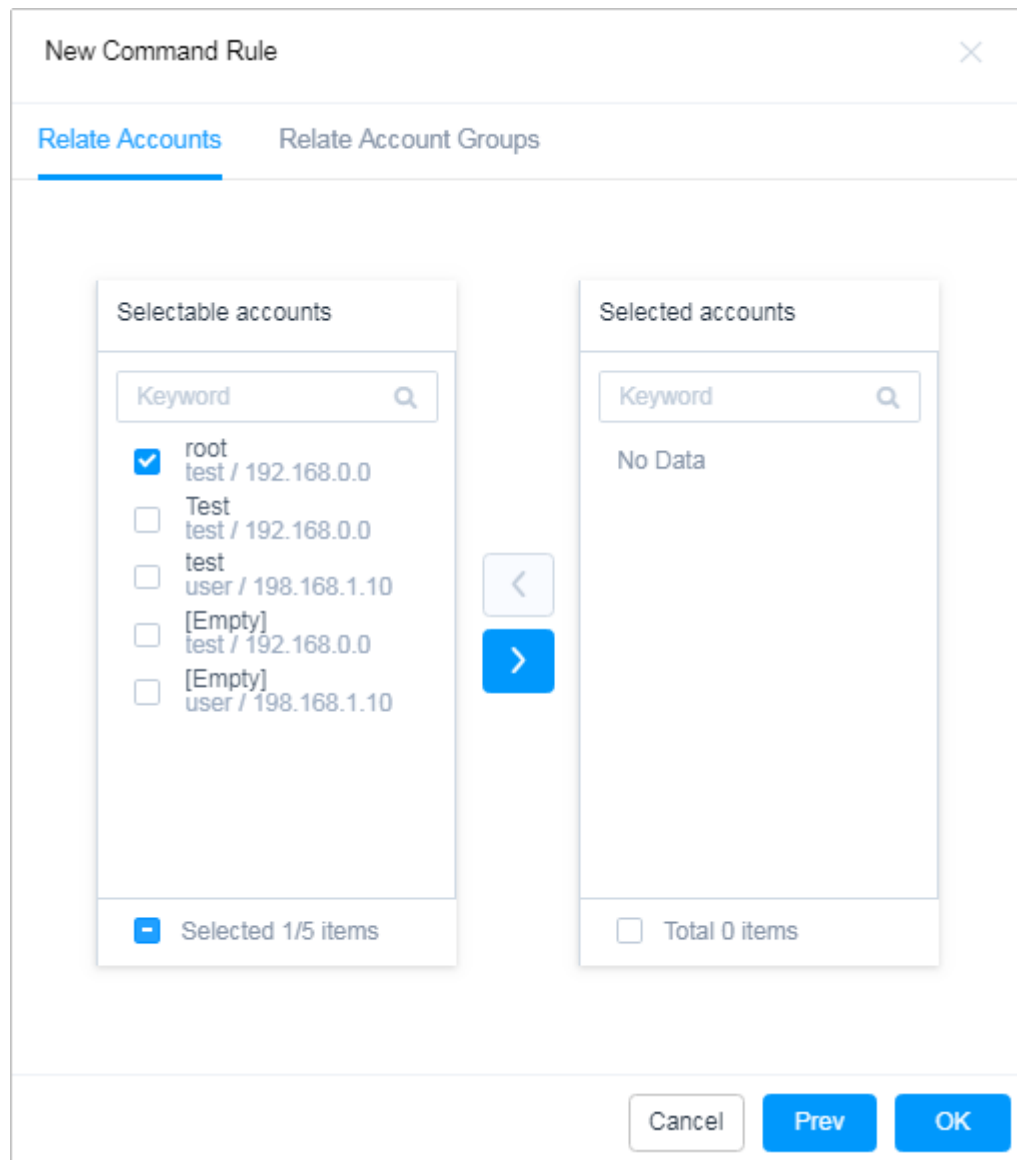 New Command Rule
Relate Accounts
Relate Account Groups
Selectable accounts
Keyword
root
test / 192.168.0.0
Test
test / 192.168.0.0
test
user / 198.168.1.10
[Empty]
test / 192.168.0.0
[Empty]
user / 198.168.1.10
Selected 1/5 items
Selected accounts
Keyword
No Data
Total 0 items
Cancel
Prev
OK